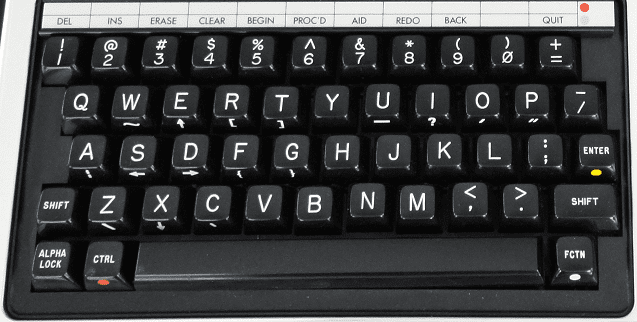 DEL INS ERASE CLEAR BEGIN PROC'D AID REDO BACK QUIT
! @ # $ % ^ & * ( ) +
1 2 3 4 5 6 7 8 9 Ø =
Q W E R T Y U I O P –
~ [ ] _ ? ' " /
A S D F G H J K L : ENTER
{ } ;
SHIFT Z X C V B N M < > SHIFT
\ ` , .
ALPHA LOCK CTRL FCTN